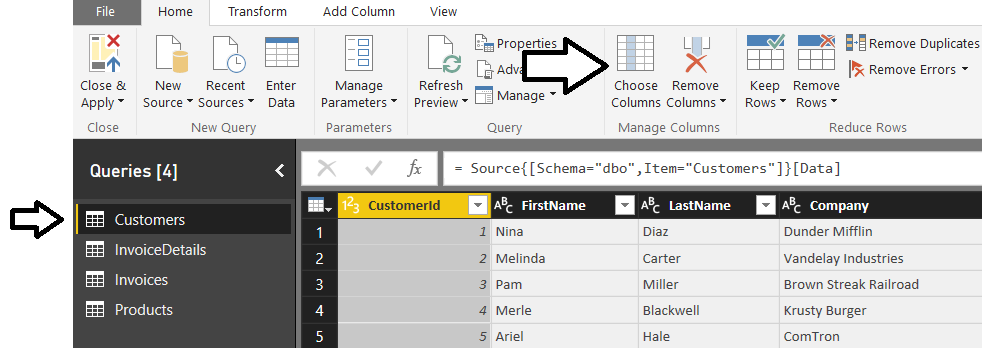 File Home Transform Add Column View
Close & Apply
New Source
Recent Sources
Enter Data
Manage Parameters
Refresh Preview
Properties
Manage
Choose Columns
Remove Columns
Keep Rows
Remove Rows
Remove Duplicates
Remove Errors
Close New Query Parameters Query Manage Columns Reduce Rows
Queries [4]
fx = Source{[Schema="dbo",Item="Customers"]}[Data]
Customers
InvoiceDetails
Invoices
Products
123 CustomerId ABC FirstName ABC LastName ABC Company
1 1 Nina Diaz Dunder Mifflin
2 2 Melinda Carter Vandelay Industries
3 3 Pam Miller Brown Streak Railroad
4 4 Merle Blackwell Krusty Burger
5 5 Ariel Hale ComTron